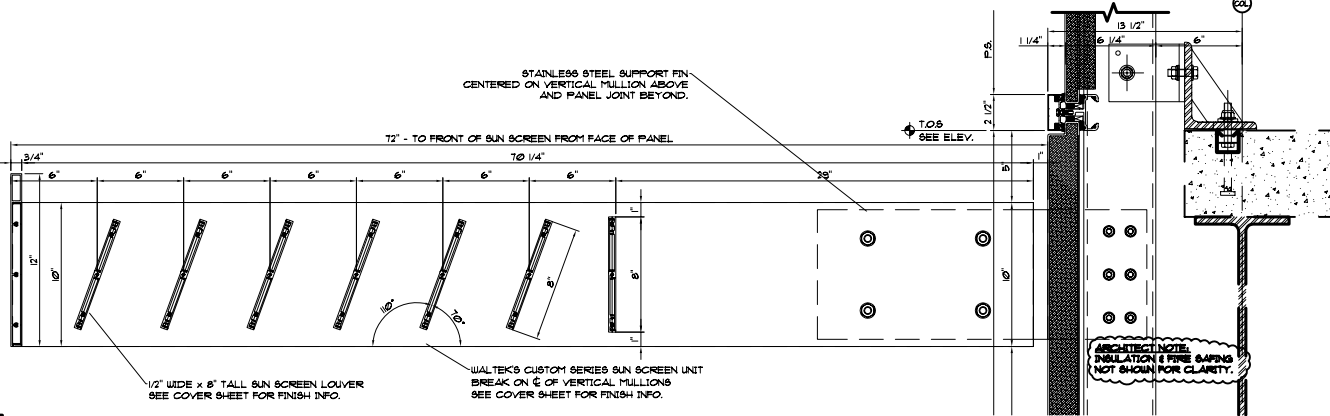 COL
13 1/2"
1 1/4"
6 1/4"
6"
P.S.
STAINLESS STEEL SUPPORT FIN
CENTERED ON VERTICAL MULLION ABOVE
AND PANEL JOINT BEYOND.
2 1/2"
T.O.S
SEE ELEV.
72" - TO FRONT OF SUN SCREEN FROM FACE OF PANEL
3/4"
70 1/4"
1"
5"
6"
6"
6"
6"
6"
6"
6"
29"
1"
12"
10"
8"
8"
10"
110°
70°
1"
ARCHITECT NOTE:
INSULATION & FIRE SAFING
NOT SHOWN FOR CLARITY.
1/2" WIDE x 8" TALL SUN SCREEN LOUVER
SEE COVER SHEET FOR FINISH INFO.
WALTEK'S CUSTOM SERIES SUN SCREEN UNIT
BREAK ON ℄ OF VERTICAL MULLIONS
SEE COVER SHEET FOR FINISH INFO.